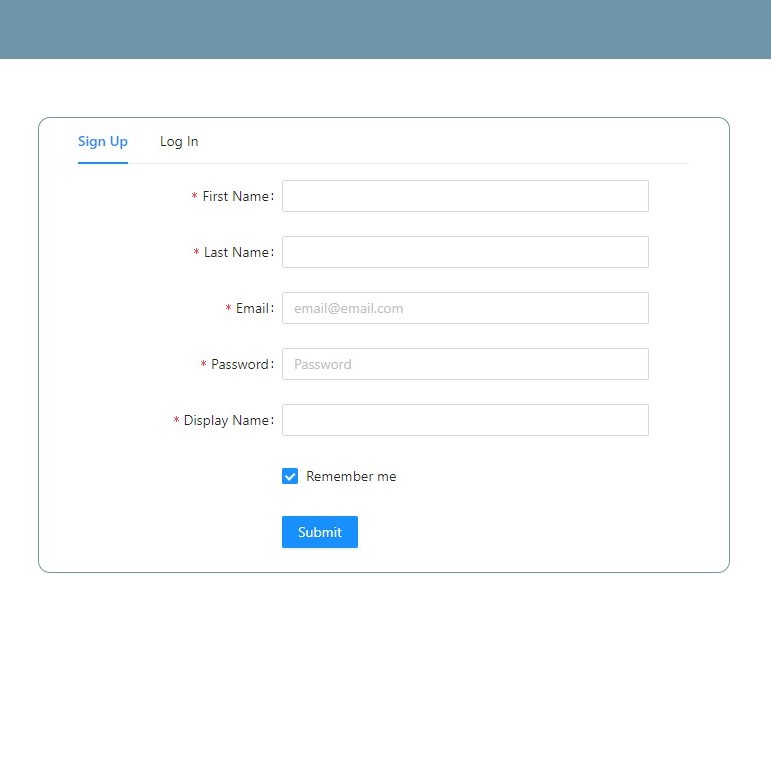 Sign Up Log In
* First Name:
* Last Name:
* Email: email@email.com
* Password: Password
* Display Name:
Remember me
Submit